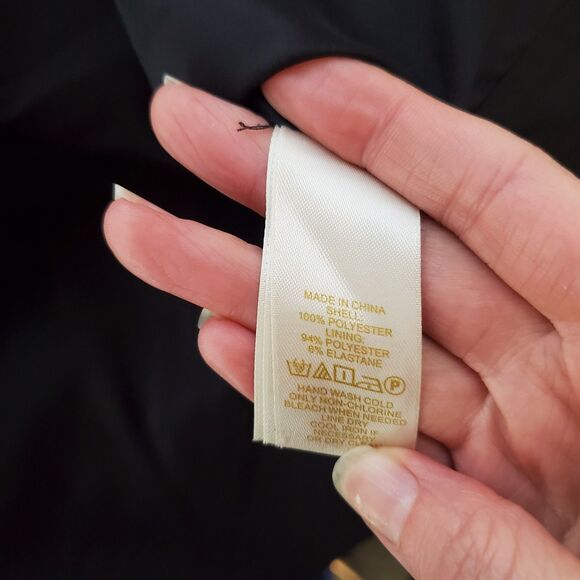 MADE IN CHINA
SHELL:
100% POLYESTER
LINING:
94% POLYESTER
6% ELASTANE
P
HAND WASH COLD
ONLY NON-CHLORINE
BLEACH WHEN NEEDED
LINE DRY
COOL IRON IF
NECESSARY
OR DRY CLEAN